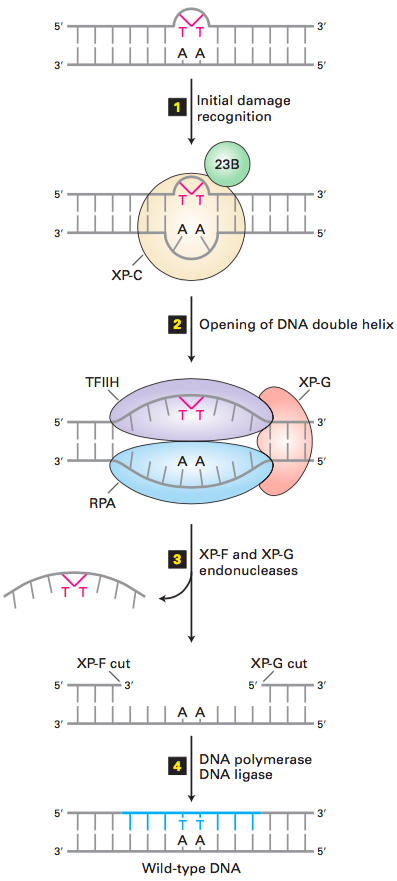 5′ 3′
T T
A A
3′ 5′
1 Initial damage
recognition
23B
5′ 3′
T T
A A
3′ 5′
XP-C
2 Opening of DNA double helix
TFIIH XP-G
T T
5′ 3′
A A
3′ 5′
RPA
3 XP-F and XP-G
endonucleases
T T
XP-F cut XP-G cut
5′ 3′ 5′ 3′
A A
3′ 5′
4 DNA polymerase
DNA ligase
5′ 3′
T T
A A
3′ 5′
Wild-type DNA